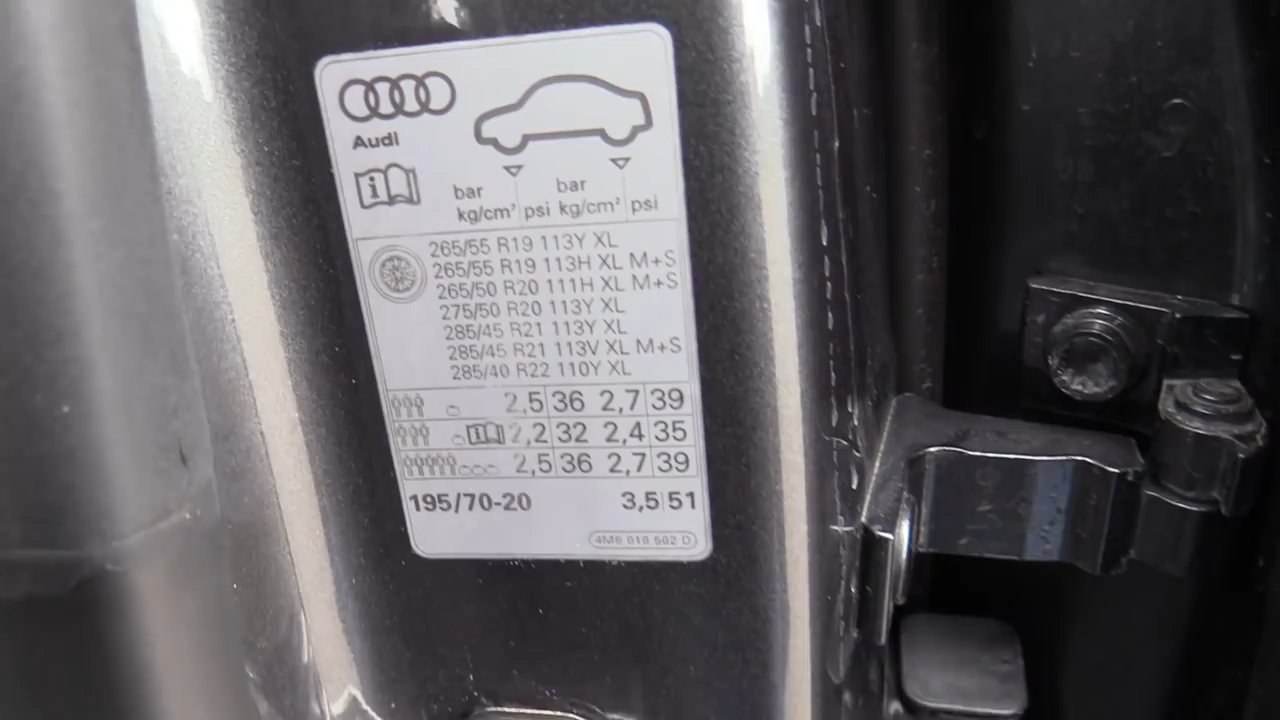 Audi
bar bar
kg/cm² psi kg/cm² psi
265/55 R19 113Y XL
265/55 R19 113H XL M+S
265/50 R20 111H XL M+S
275/50 R20 113Y XL
285/45 R21 113Y XL
285/45 R21 113V XL M+S
285/40 R22 110Y XL
2,5 36 2,7 39
2,2 32 2,4 35
2,5 36 2,7 39
195/70-20 3,5 51
4M8 010 502 D